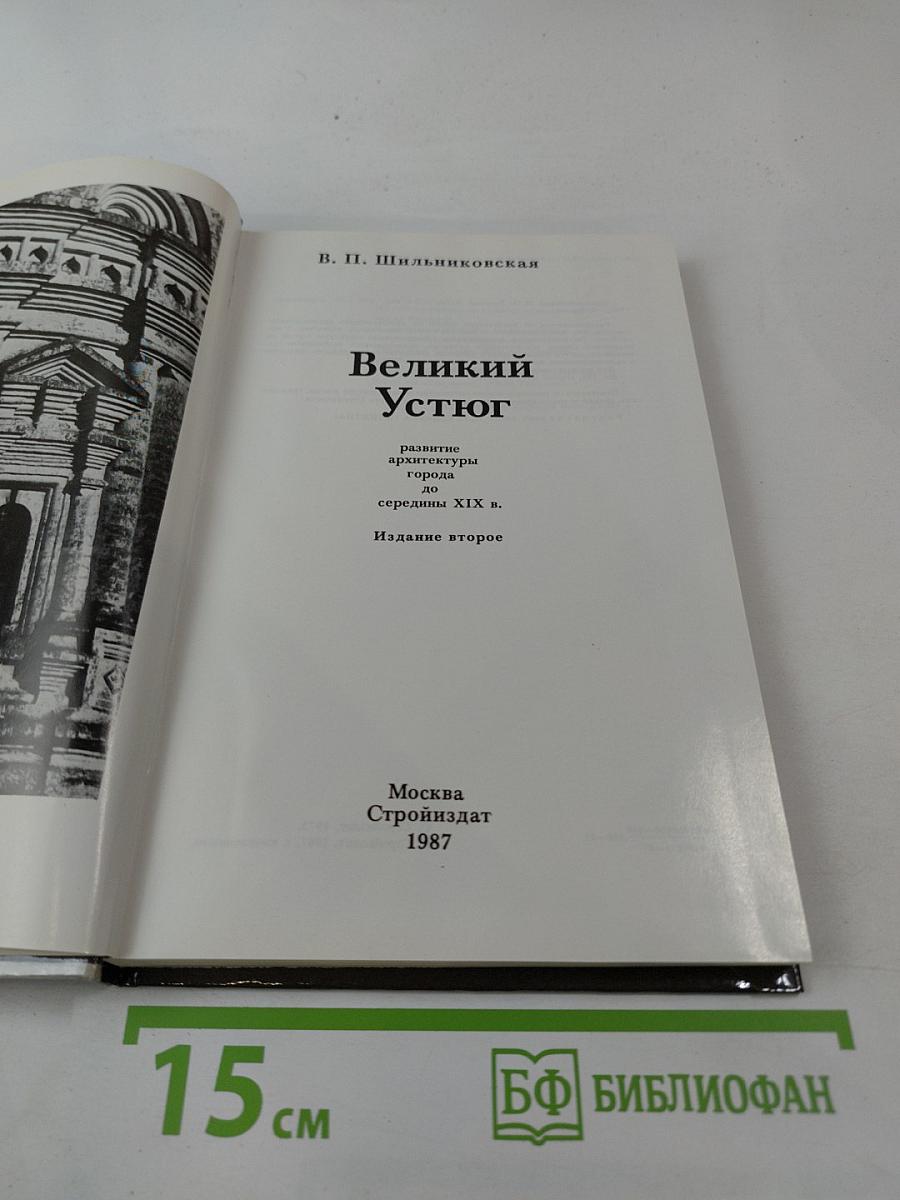 В. П. Шильниковская
Великий
Устюг
развитие
архитектуры
города
до
середины XIX в.
Издание второе
Москва
Стройиздат
1987
15 см
БФ БИБЛИОФАН